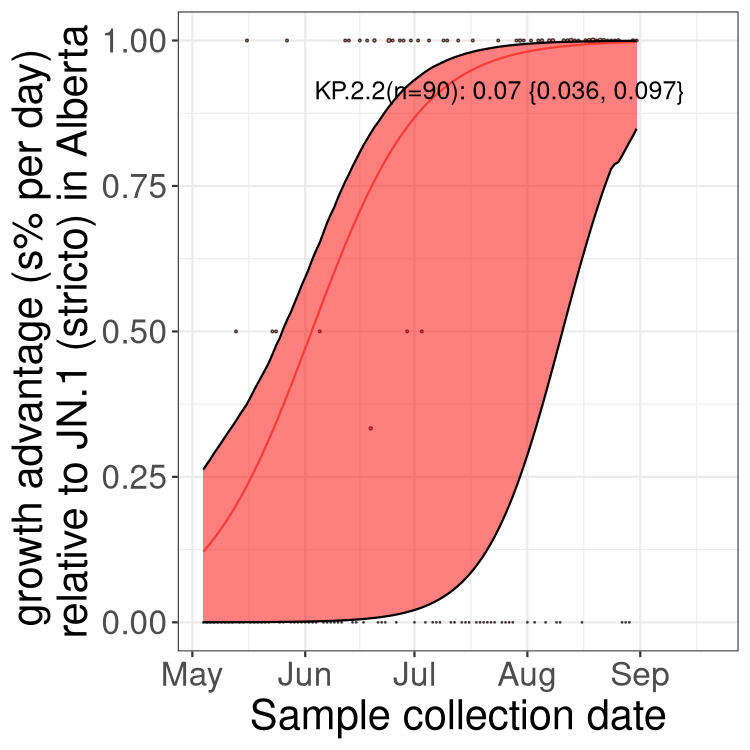 growth advantage (s% per day)
relative to JN.1 (stricto) in Alberta
1.00
0.75
0.50
0.25
0.00
KP.2.2(n=90): 0.07 {0.036, 0.097}
May Jun Jul Aug Sep
Sample collection date